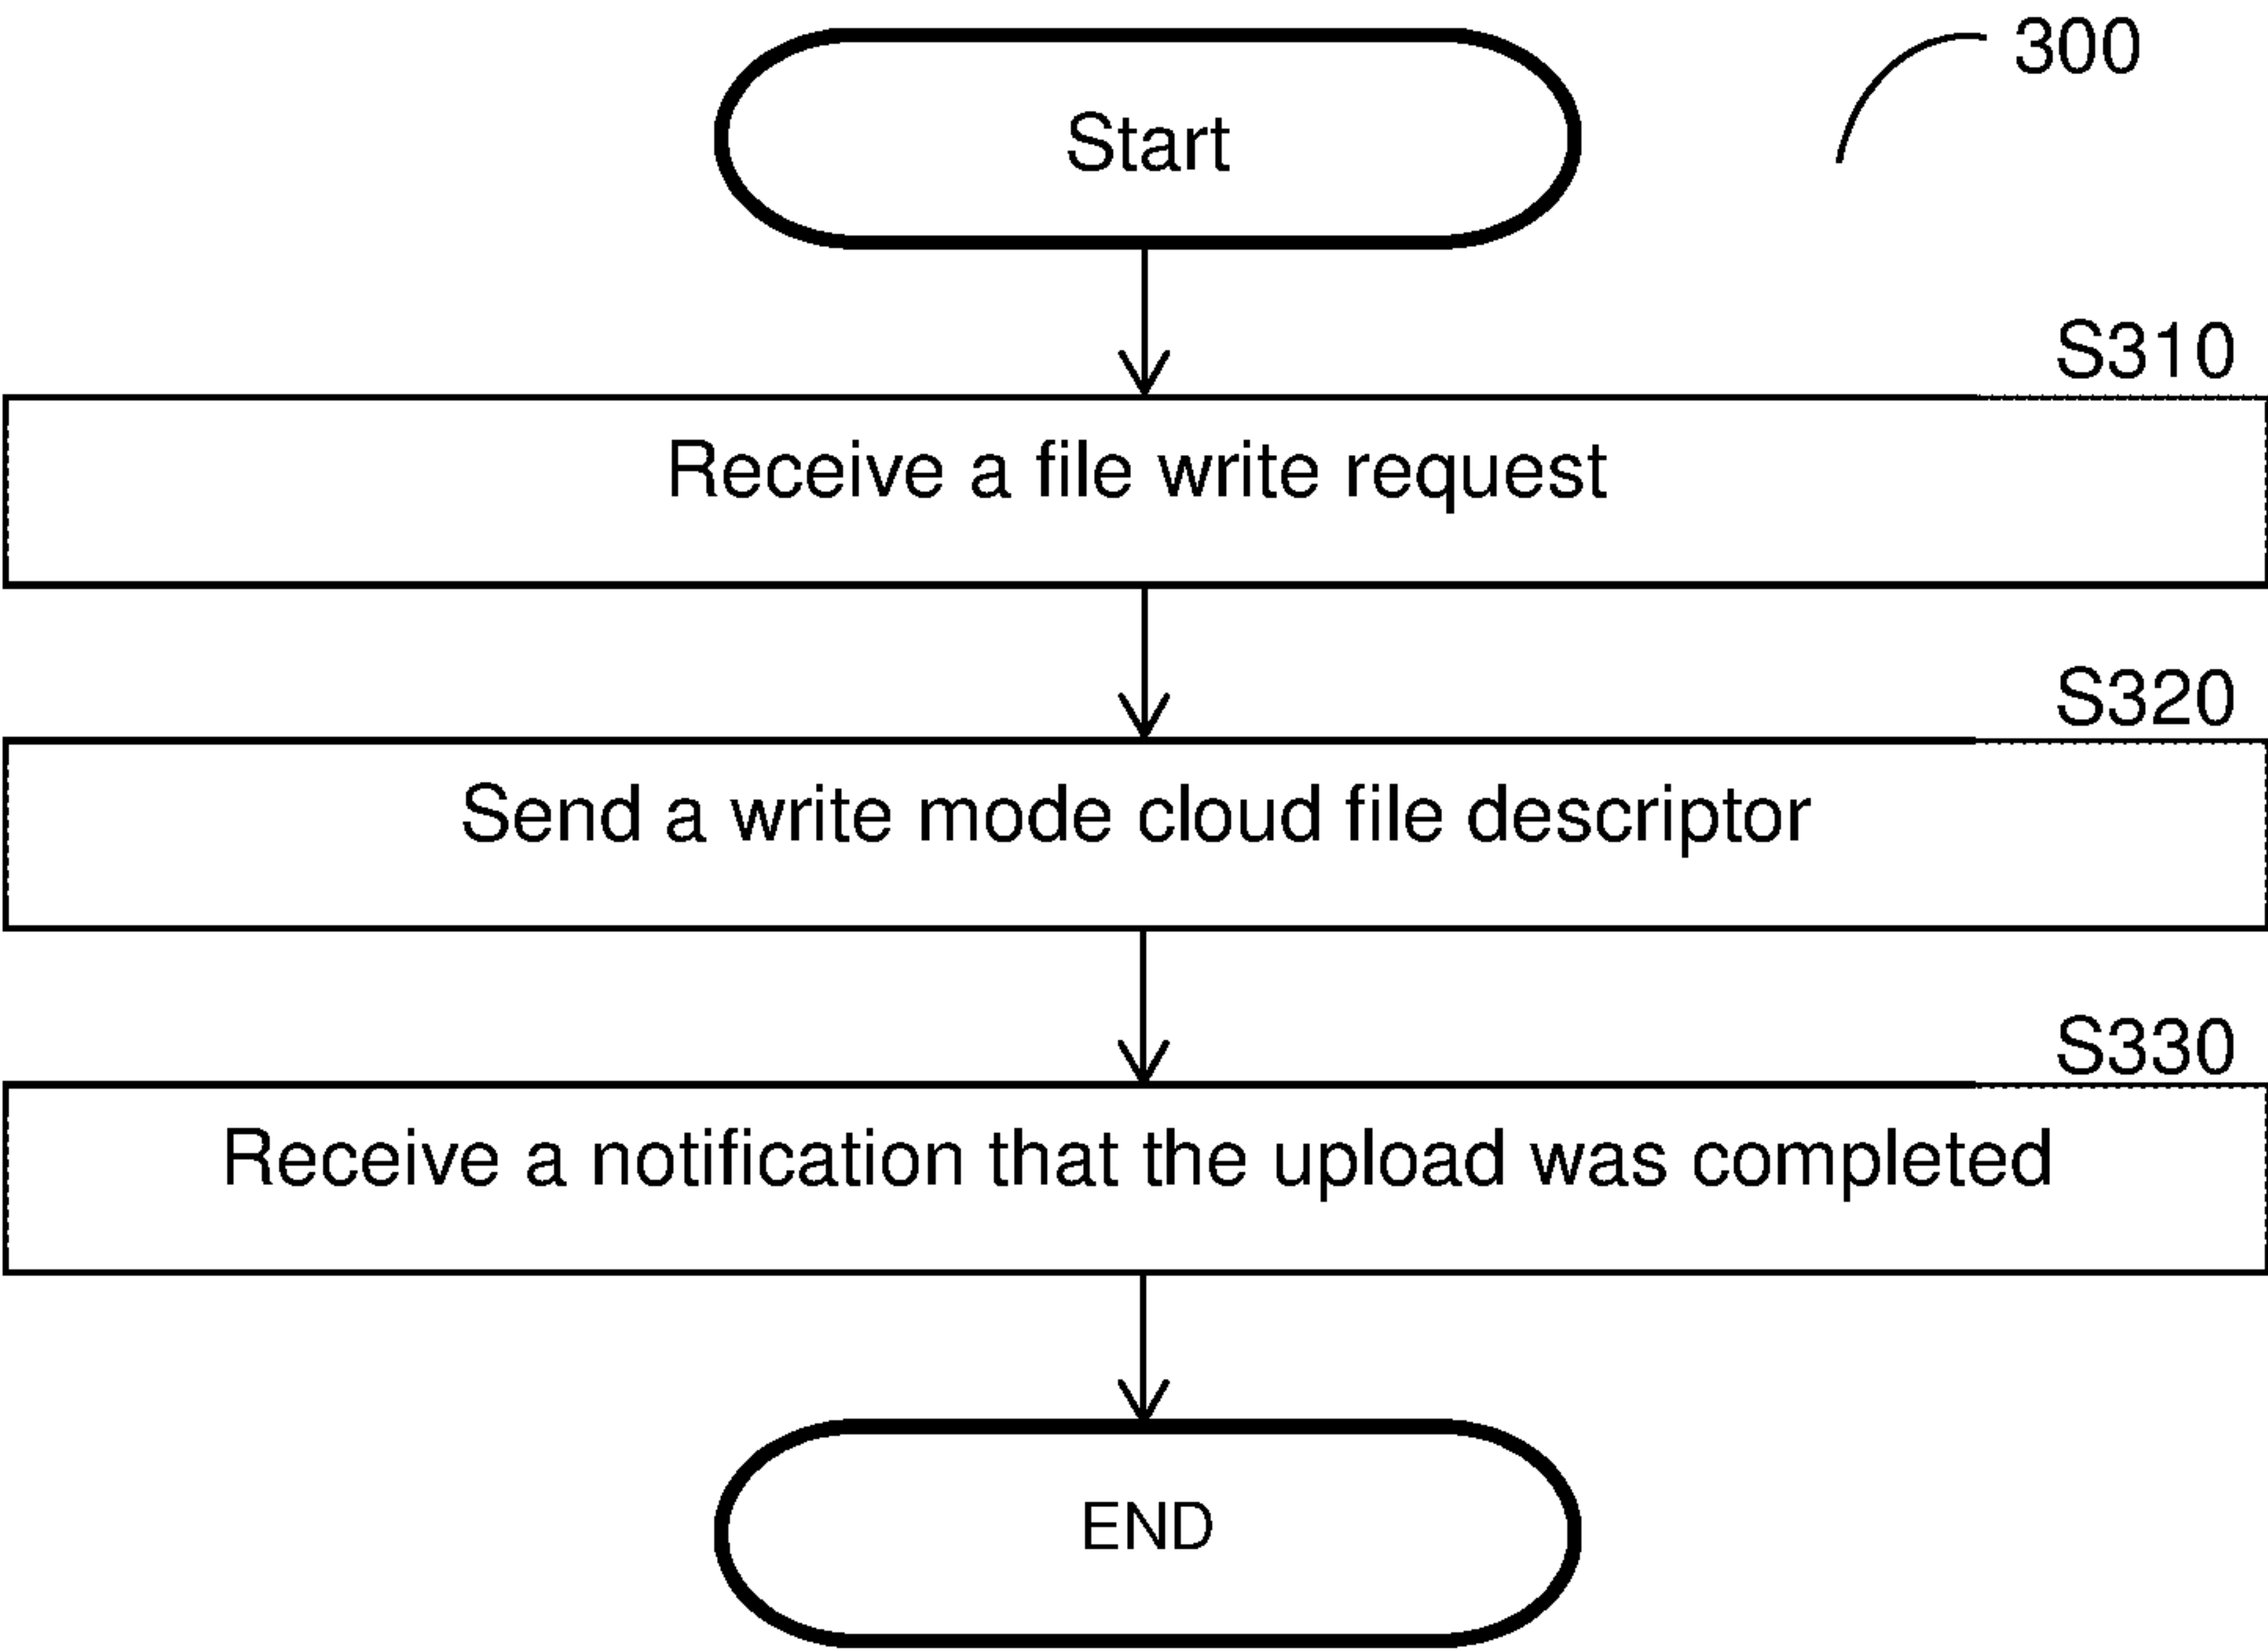 300
Start
S310
Receive a file write request
S320
Send a write mode cloud file descriptor
S330
Receive a notification that the upload was completed
END